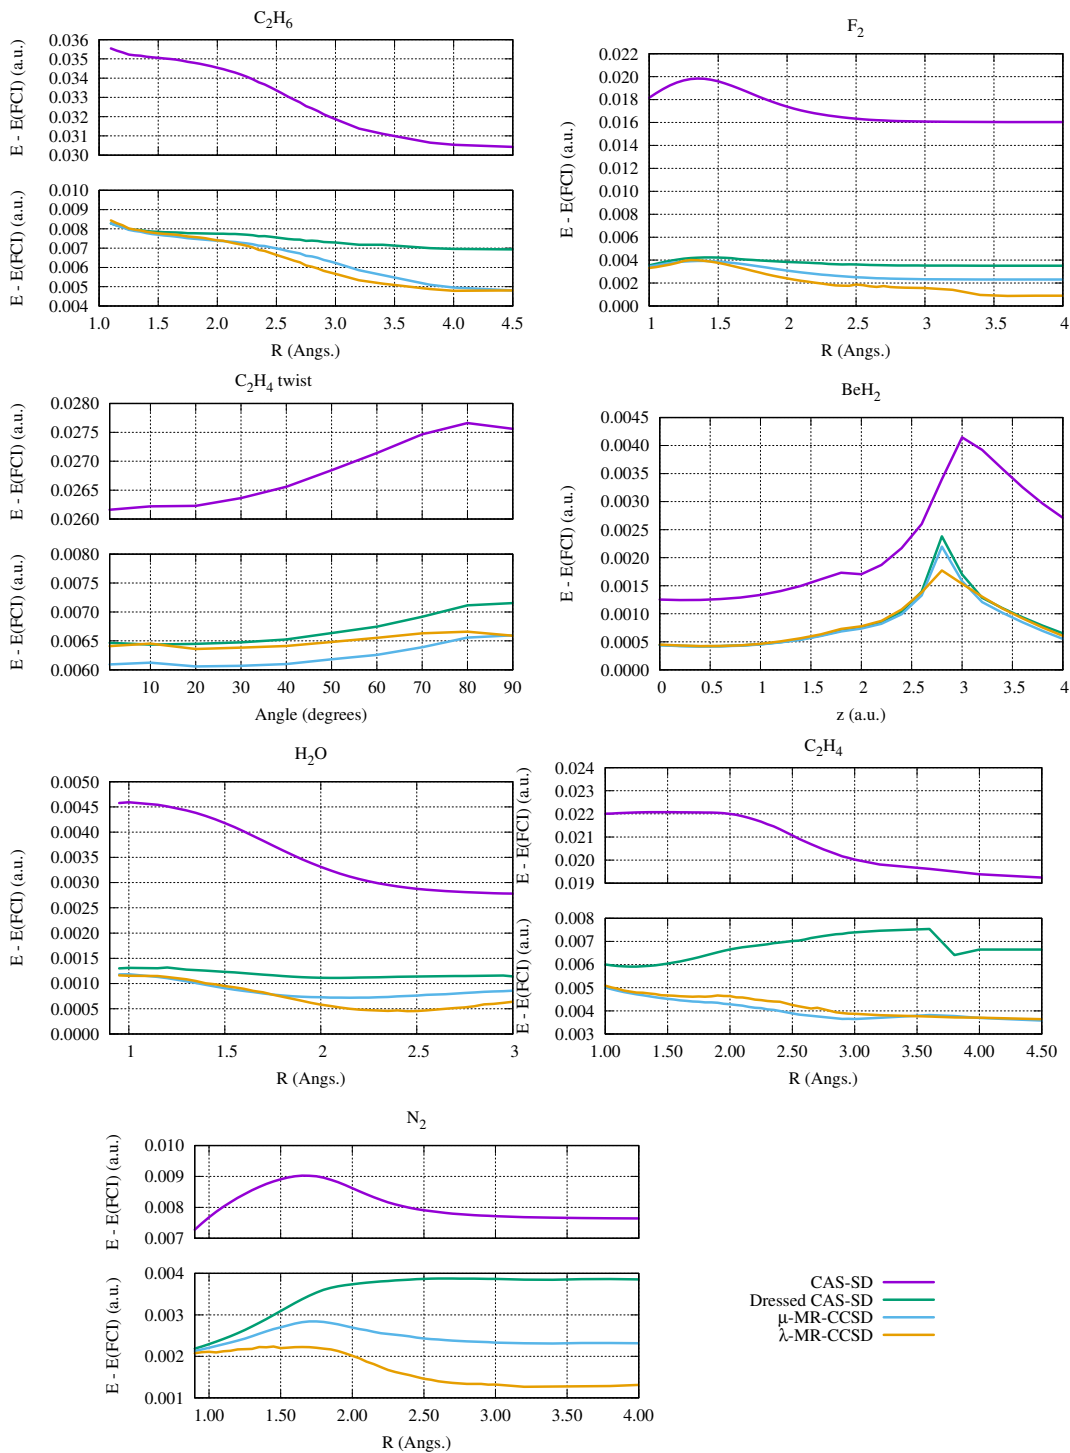 C2H6
E - E(FCI) (a.u.)
0.036
0.035
0.034
0.033
0.031
0.030
E - E(FCI) (a.u.)
0.010
0.009
0.008
0.007
0.006
0.005
0.004
1.0 1.5 2.0 2.5 3.0 3.5 4.0 4.5
R (Angs.)
F2
E - E(FCI) (a.u.)
0.022
0.020
0.018
0.016
0.014
0.012
0.010
0.008
0.006
0.004
0.002
0.000
1 1.5 2 2.5 3 3.5 4
R (Angs.)
C2H4 twist
E - E(FCI) (a.u.)
0.0280
0.0275
0.0270
0.0265
0.0260
E - E(FCI) (a.u.)
0.0080
0.0075
0.0070
0.0065
0.0060
10 20 30 40 50 60 70 80 90
Angle (degrees)
BeH2
E - E(FCI) (a.u.)
0.0045
0.0040
0.0035
0.0030
0.0025
0.0020
0.0015
0.0010
0.0005
0.0000
0 0.5 1 1.5 2 2.5 3 3.5 4
z (a.u.)
H2O
E - E(FCI) (a.u.)
0.0050
0.0045
0.0040
0.0035
0.0030
0.0025
0.0020
0.0015
0.0010
0.0005
0.0000
1 1.5 2 2.5 3
R (Angs.)
C2H4
E - E(FCI) (a.u.)
0.024
0.023
0.022
0.021
0.020
0.019
E - E(FCI) (a.u.)
0.008
0.007
0.006
0.005
0.004
0.003
1.00 1.50 2.00 2.50 3.00 3.50 4.00 4.50
R (Angs.)
N2
E - E(FCI) (a.u.)
0.010
0.009
0.008
0.007
E - E(FCI) (a.u.)
0.004
0.003
0.002
0.001
1.00 1.50 2.00 2.50 3.00 3.50 4.00
R (Angs.)
CAS-SD
Dressed CAS-SD
μ-MR-CCSD
λ-MR-CCSD